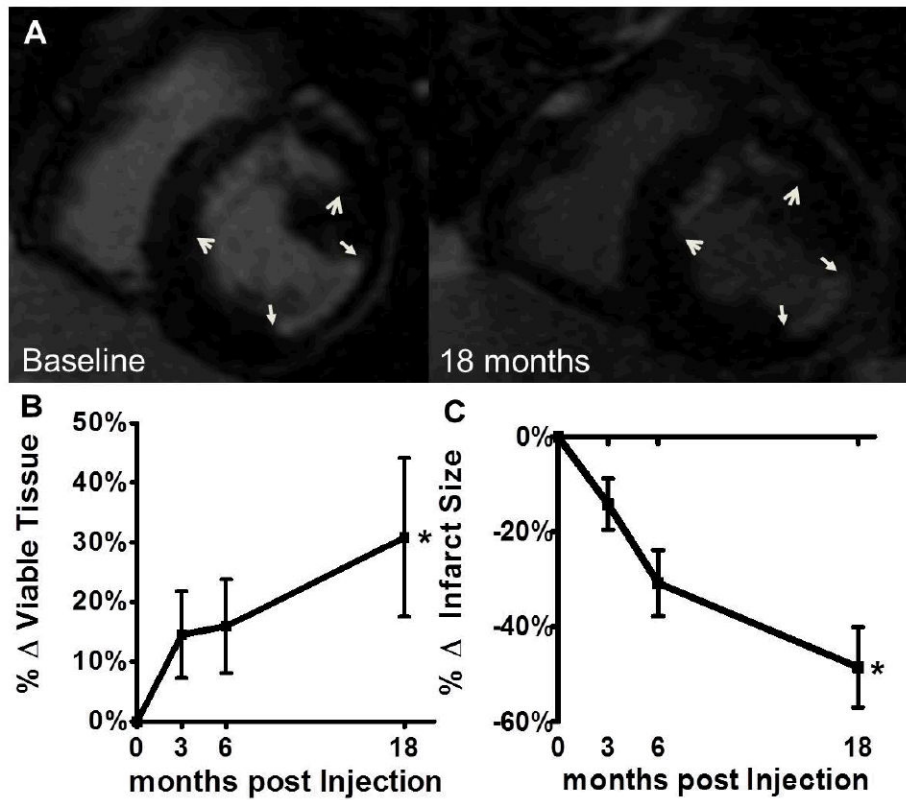 A
Baseline
18 months
B
50%
40%
30%
20%
10%
0%
% Δ Viable Tissue
*
0 3 6 18
months post Injection
C
0%
-20%
-40%
-60%
% Δ Infarct Size
*
0 3 6 18
months post Injection